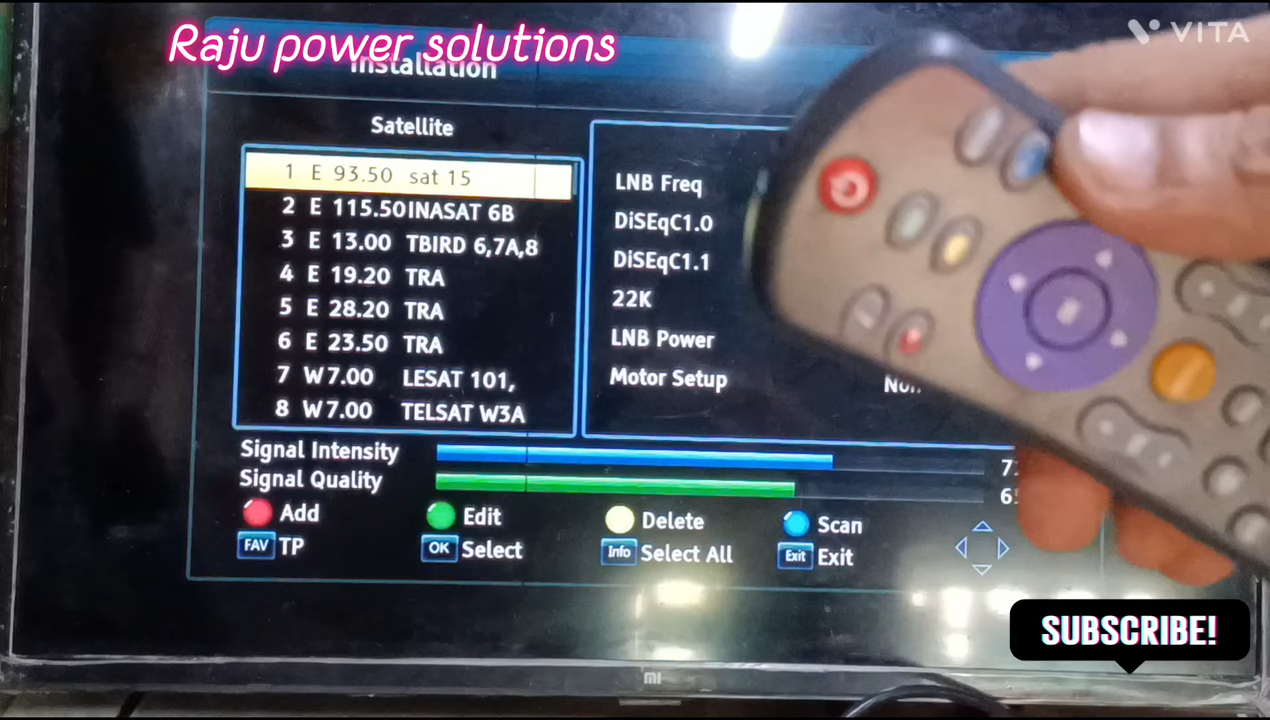 Raju power solutions
VITA
Installation
Satellite
1 E 93.50 sat 15
2 E 115.50INASAT 6B
3 E 13.00 TBIRD 6,7A,8
4 E 19.20 TRA
5 E 28.20 TRA
6 E 23.50 TRA
7 W7.00 LESAT 101,
8 W7.00 TELSAT W3A
LNB Freq
DiSEqC1.0
DiSEqC1.1
22K
LNB Power
Motor Setup
Signal Intensity
Signal Quality
Add Edit Delete Scan
FAV TP OK Select Info Select All Exit Exit
SUBSCRIBE!
mi